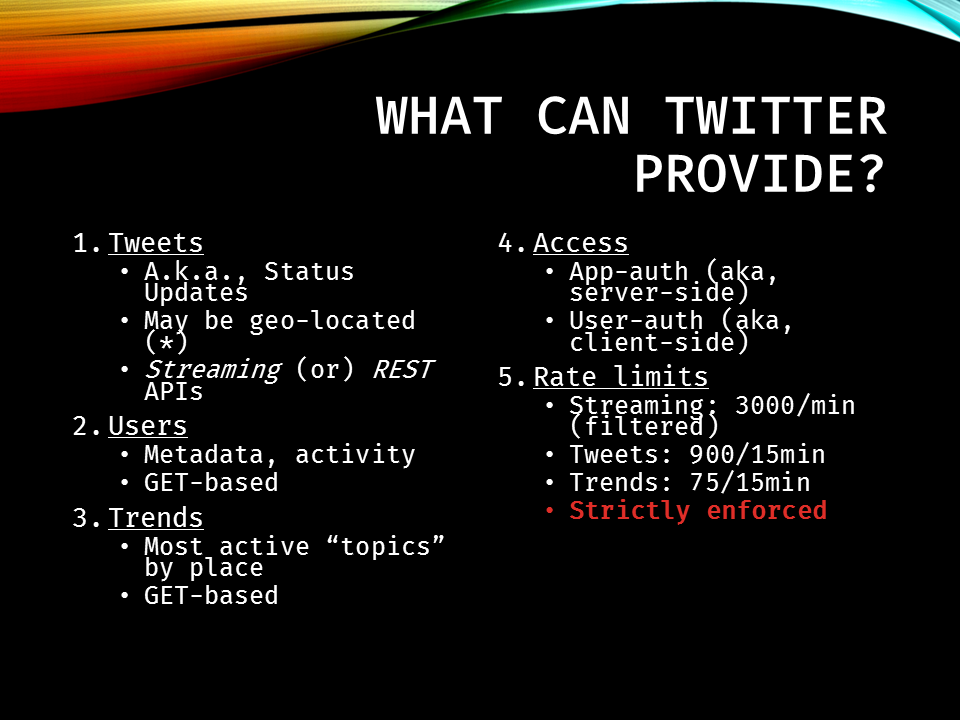 WHAT CAN TWITTER
PROVIDE?
1. Tweets
• A.k.a., Status
Updates
• May be geo-located
(*)
• Streaming (or) REST
APIs
2. Users
• Metadata, activity
• GET-based
3. Trends
• Most active “topics”
by place
• GET-based
4. Access
• App-auth (aka,
server-side)
• User-auth (aka,
client-side)
5. Rate limits
• Streaming: 3000/min
(filtered)
• Tweets: 900/15min
• Trends: 75/15min
• Strictly enforced